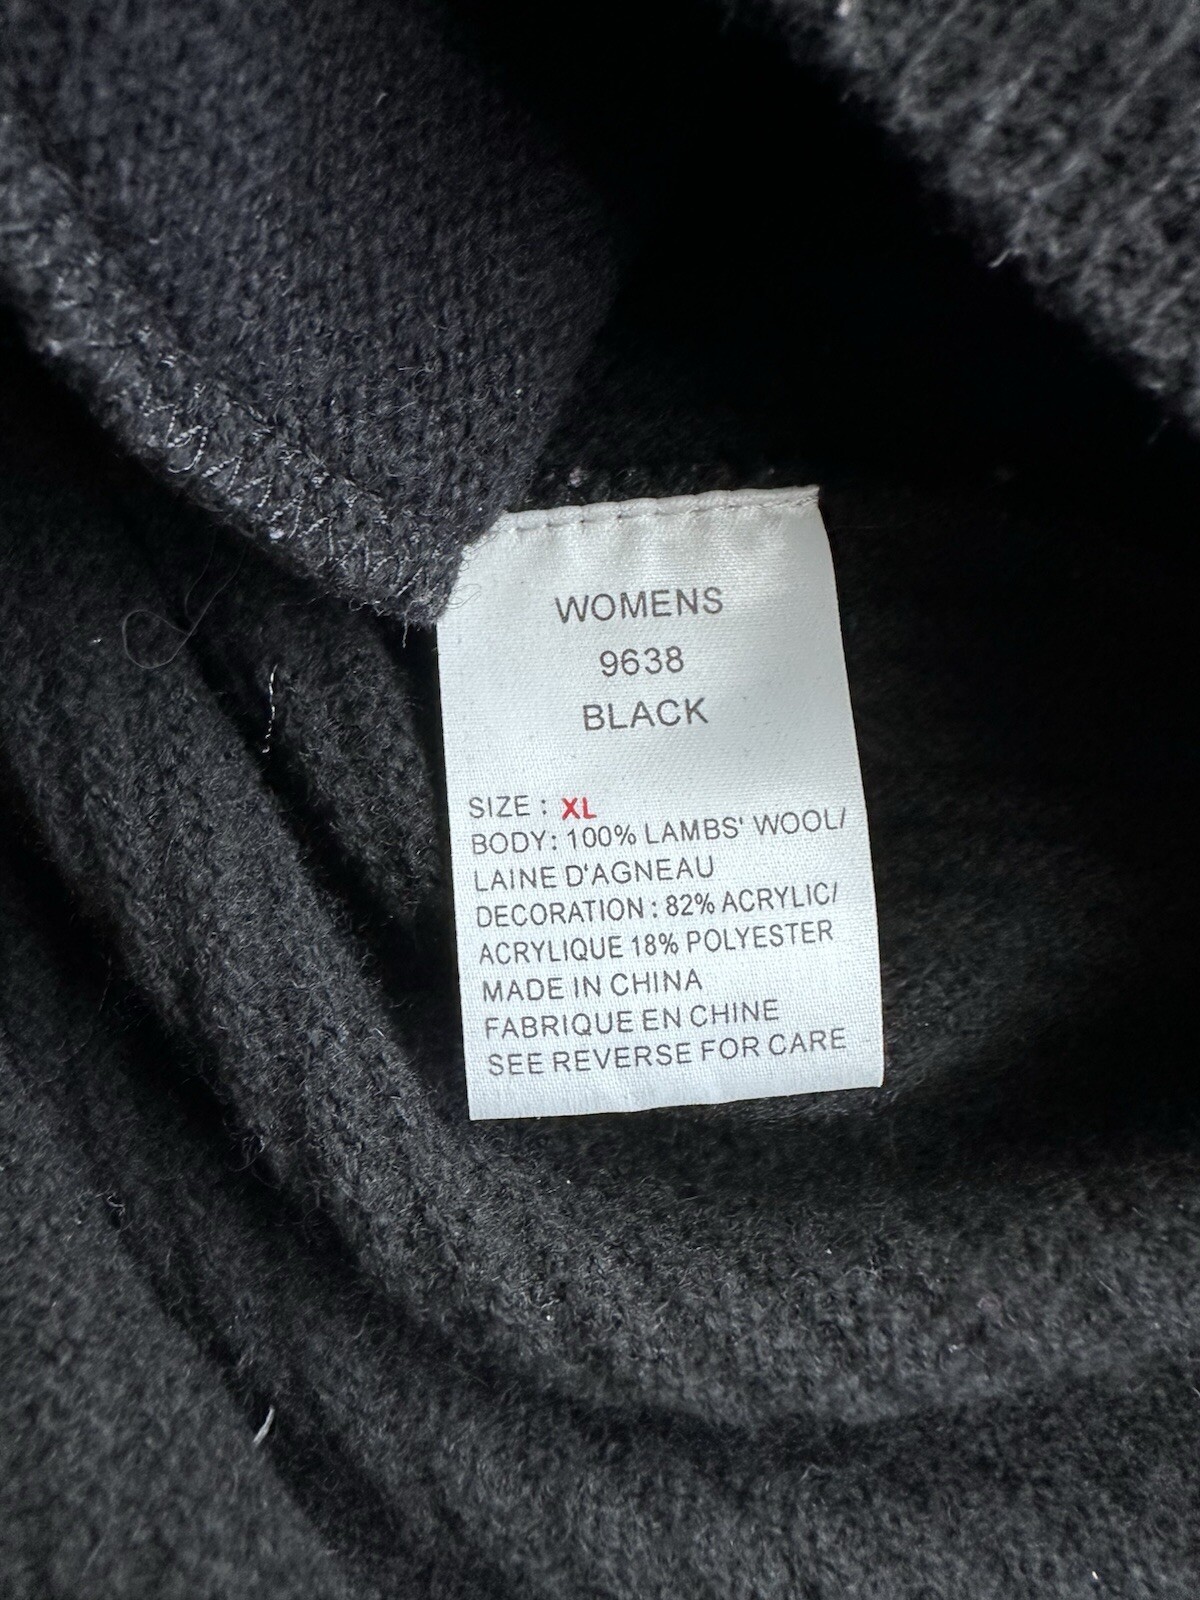 WOMENS
9638
BLACK
SIZE : XL
BODY: 100% LAMBS' WOOL/
LAINE D'AGNEAU
DECORATION : 82% ACRYLIC/
ACRYLIQUE 18% POLYESTER
MADE IN CHINA
FABRIQUE EN CHINE
SEE REVERSE FOR CARE